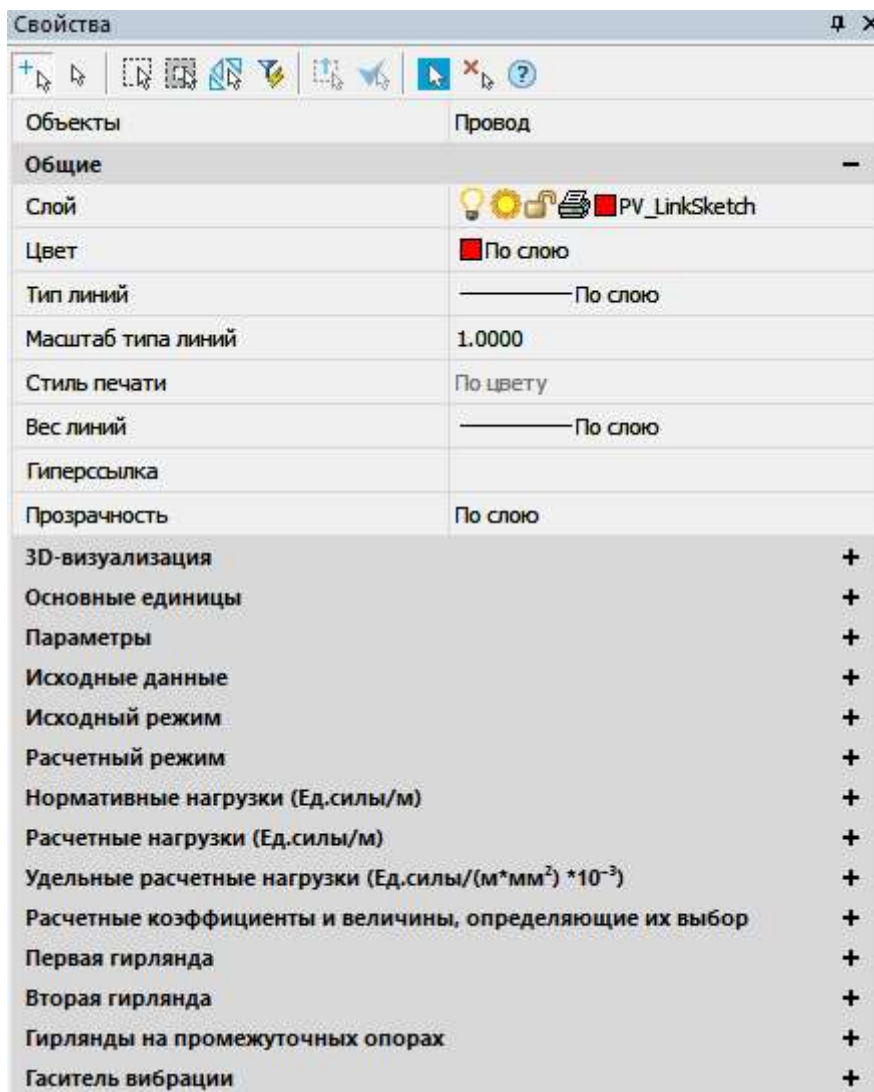 Свойства
Объекты Провод
Общие
Слой PV_LinkSketch
Цвет По слою
Тип линий По слою
Масштаб типа линий 1.0000
Стиль печати По цвету
Вес линий По слою
Гиперссылка
Прозрачность По слою
3D-визуализация
Основные единицы
Параметры
Исходные данные
Исходный режим
Расчетный режим
Нормативные нагрузки (Ед.силы/м)
Расчетные нагрузки (Ед.силы/м)
Удельные расчетные нагрузки (Ед.силы/(м*мм²) *10⁻³)
Расчетные коэффициенты и величины, определяющие их выбор
Первая гирлянда
Вторая гирлянда
Гирлянды на промежуточных опорах
Гаситель вибрации